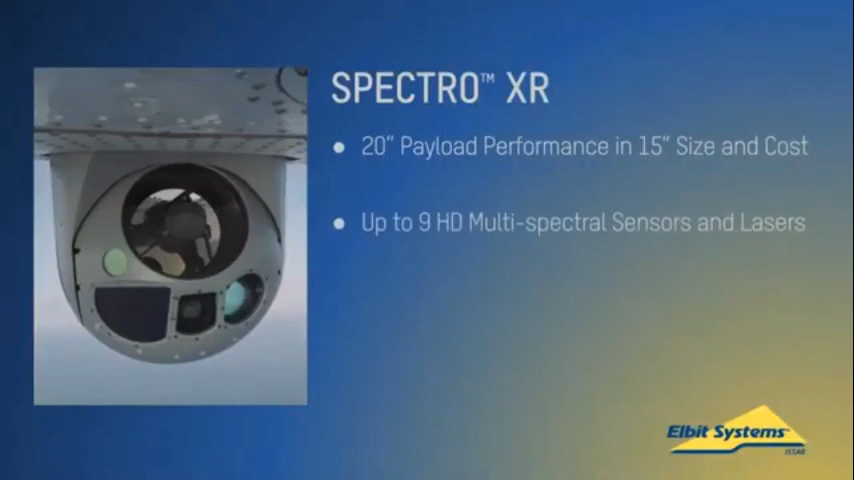 SPECTRO™ XR
● 20" Payload Performance in 15" Size and Cost
● Up to 9 HD Multi-spectral Sensors and Lasers
Elbit Systems™
ISTAR